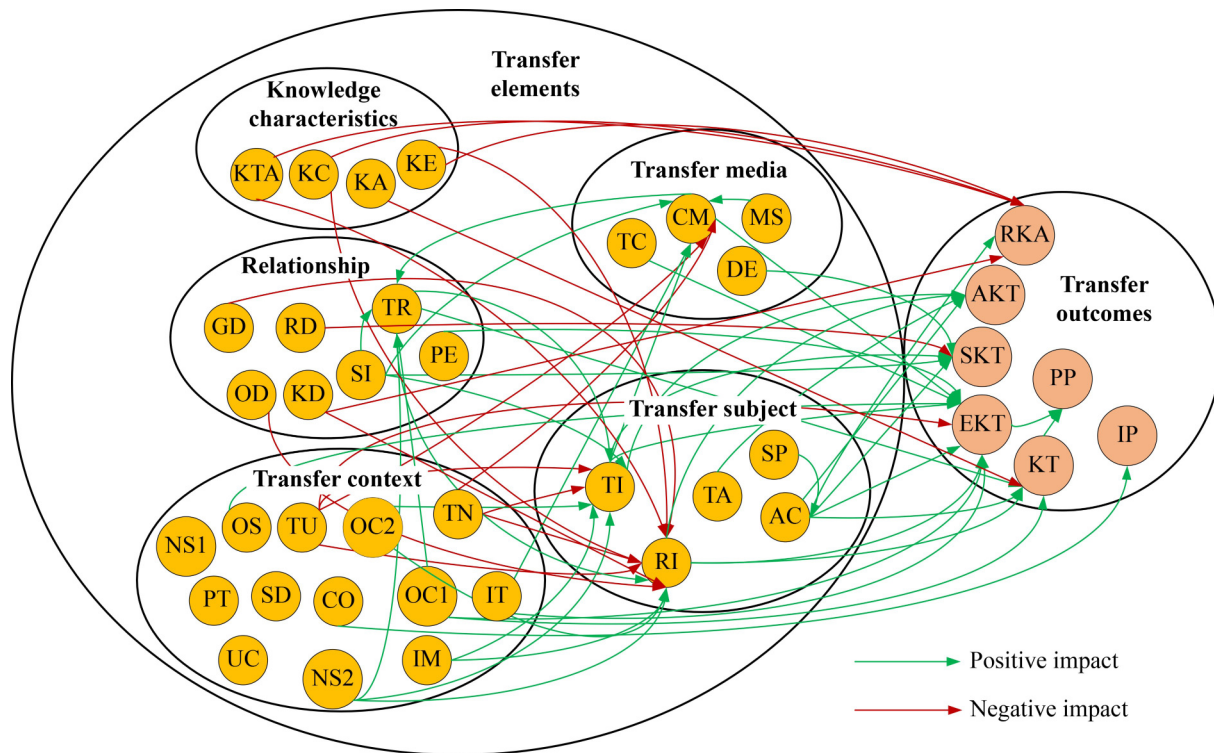 Transfer
elements
Knowledge
characteristics
KTA
KC
KA
KE
Transfer media
CM
MS
TC
DE
Relationship
TR
GD
RD
PE
SI
OD
KD
Transfer outcomes
RKA
AKT
SKT
PP
EKT
IP
KT
Transfer subject
SP
TI
TA
AC
RI
Transfer context
TN
OS
TU
OC2
NS1
PT
SD
CO
OC1
IT
UC
NS2
IM
Positive impact
Negative impact